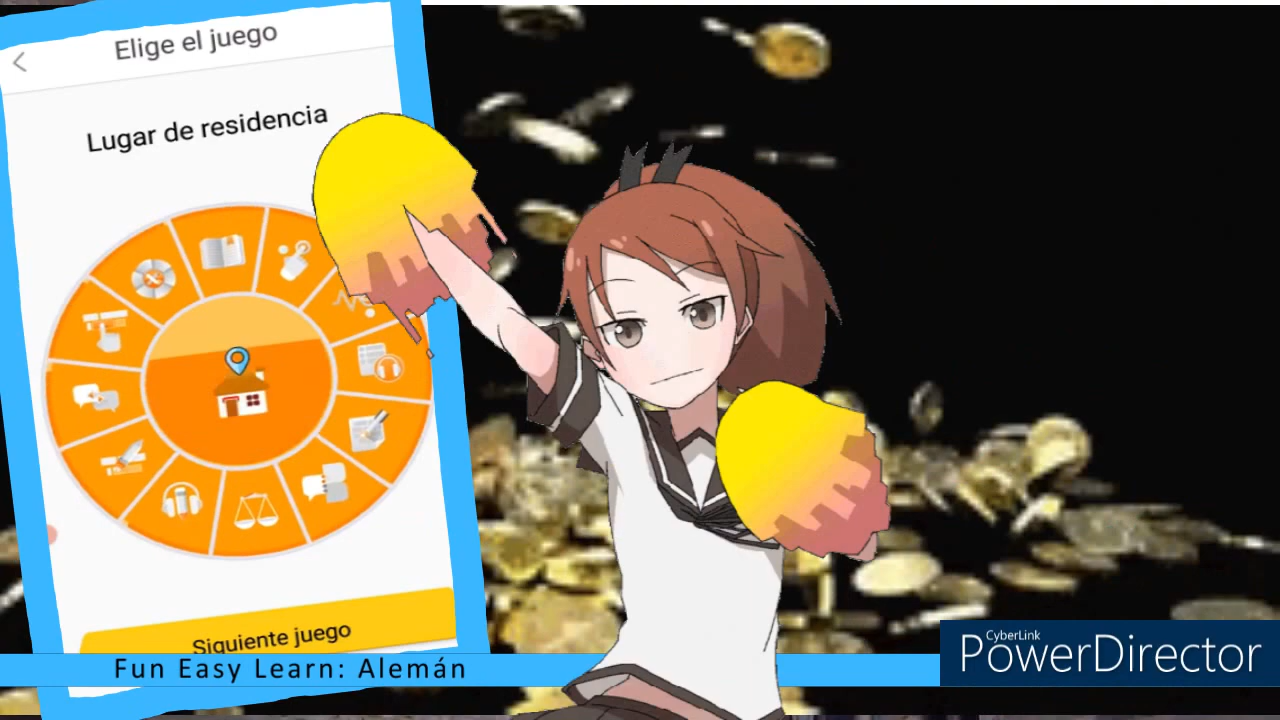 Elige el juego
Lugar de residencia
Siguiente juego
Fun Easy Learn: Alemán
CyberLink
PowerDirector